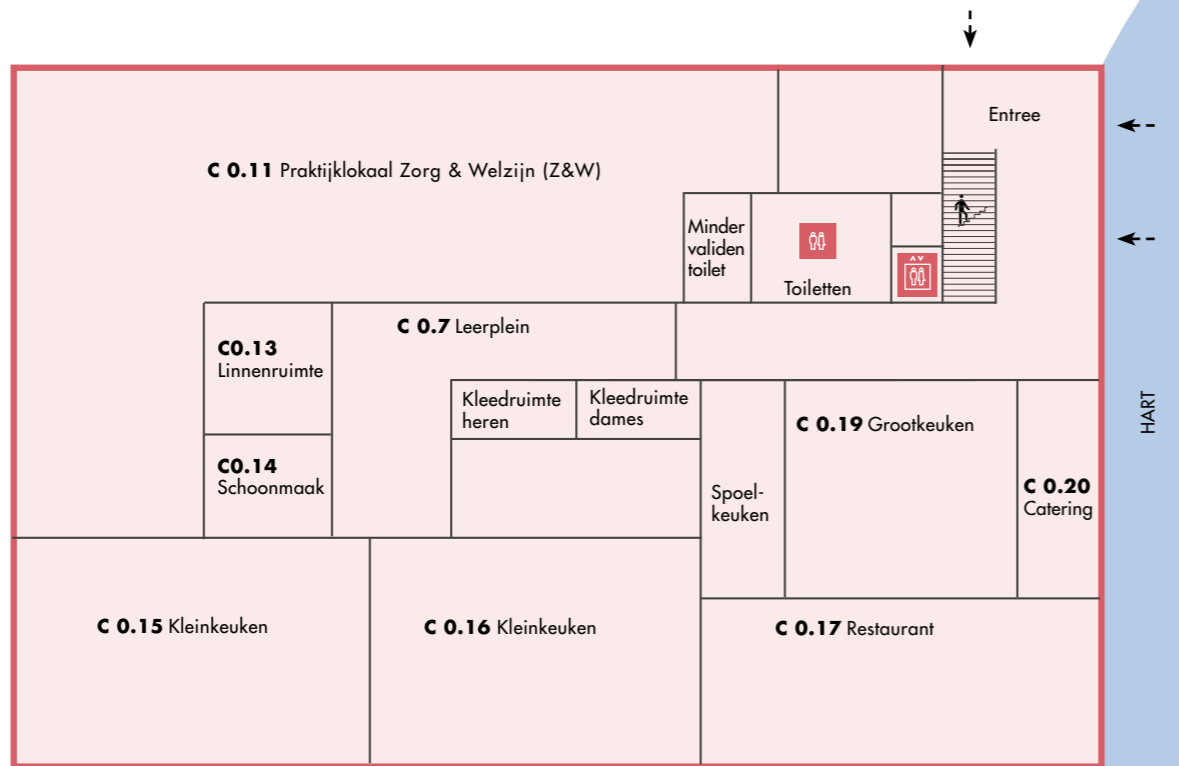 Entree
C 0.11 Praktijklokaal Zorg & Welzijn (Z&W)
Minder
validen
toilet
Toiletten
C 0.7 Leerplein
C0.13
Linnenruimte
Kleedruimte
heren
Kleedruimte
dames
HART
C 0.19 Grootkeuken
C0.14
Schoonmaak
Spoel-
keuken
C 0.20
Catering
C 0.15 Kleinkeuken
C 0.16 Kleinkeuken
C 0.17 Restaurant